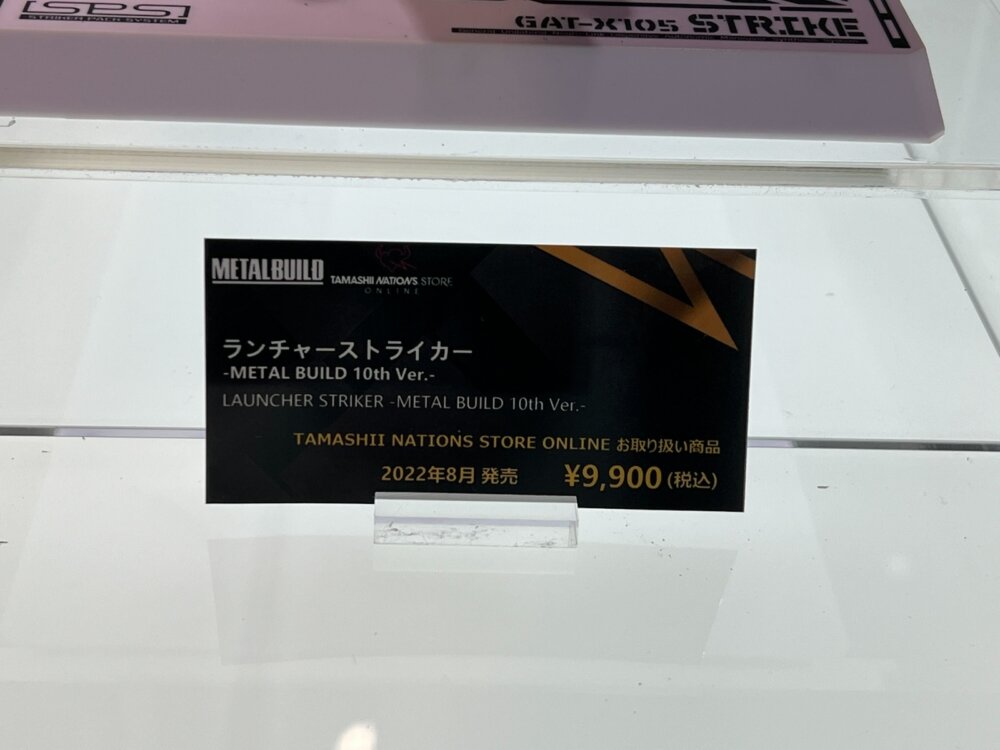 [SPS]
STRIKER PACK SYSTEM
GAT-X105 STRIKE
METAL BUILD
TAMASHII NATIONS STORE
ONLINE
ランチャーストライカー
-METAL BUILD 10th Ver.-
LAUNCHER STRIKER -METAL BUILD 10th Ver.-
TAMASHII NATIONS STORE ONLINE お取り扱い商品
2022年8月 発売 ¥9,900 (税込)